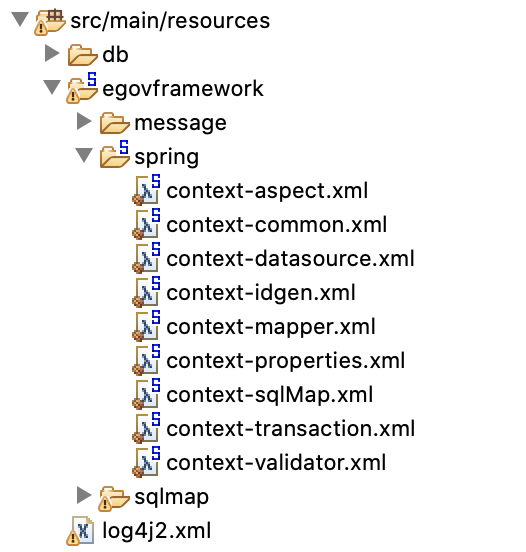 src/main/resources
db
egovframework
message
spring
context-aspect.xml
context-common.xml
context-datasource.xml
context-idgen.xml
context-mapper.xml
context-properties.xml
context-sqlMap.xml
context-transaction.xml
context-validator.xml
sqlmap
log4j2.xml